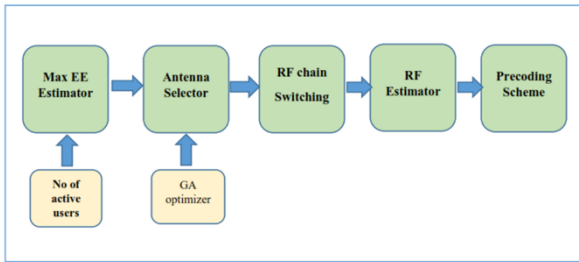 Max EE
Estimator
Antenna
Selector
RF chain
Switching
RF
Estimator
Precoding
Scheme
No of
active
users
GA
optimizer